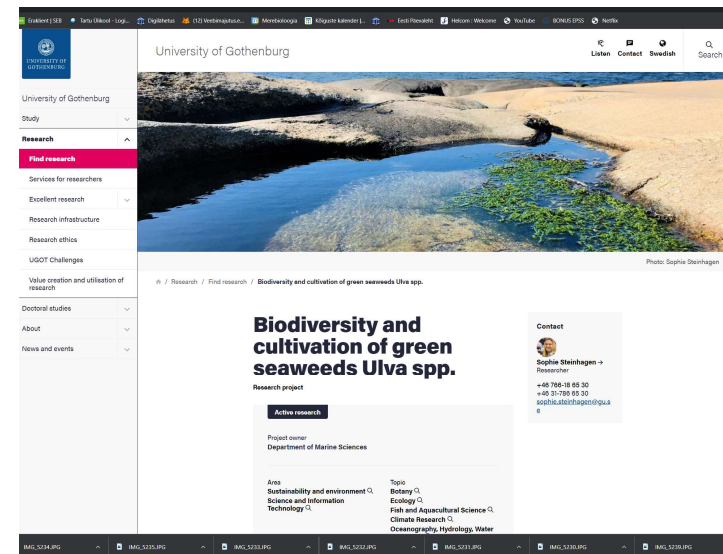 Eraklient | SEB
Tartu Ülikool - Logi...
Digilähetus
(12) Veebimajutus.e...
Merebioloogia
Kõiguste kalender |...
Eesti Päevaleht
Helcom : Welcome
YouTube
BONUS EPSS
Netflix
UNIVERSITY OF
GOTHENBURG
University of Gothenburg
Listen
Contact
Swedish
Search
University of Gothenburg
Study
Research
Find research
Services for researchers
Excellent research
Research infrastructure
Research ethics
UGOT Challenges
Value creation and utilisation of
research
Doctoral studies
About
News and events
Photo: Sophie Steinhagen
/ Research / Find research / Biodiversity and cultivation of green seaweeds Ulva spp.
Biodiversity and
cultivation of green
seaweeds Ulva spp.
Research project
Active research
Project owner
Department of Marine Sciences
Area
Sustainability and environment
Science and Information
Technology
Topic
Botany
Ecology
Fish and Aquacultural Science
Climate Research
Oceanography, Hydrology, Water
Contact
Sophie Steinhagen →
Researcher
+46 766-18 65 30
+46 31-786 65 30
sophie.steinhagen@gu.s
e
IMG_5234.JPG
IMG_5235.JPG
IMG_5233.JPG
IMG_5232.JPG
IMG_5231.JPG
IMG_5230.JPG
IMG_5239.JPG